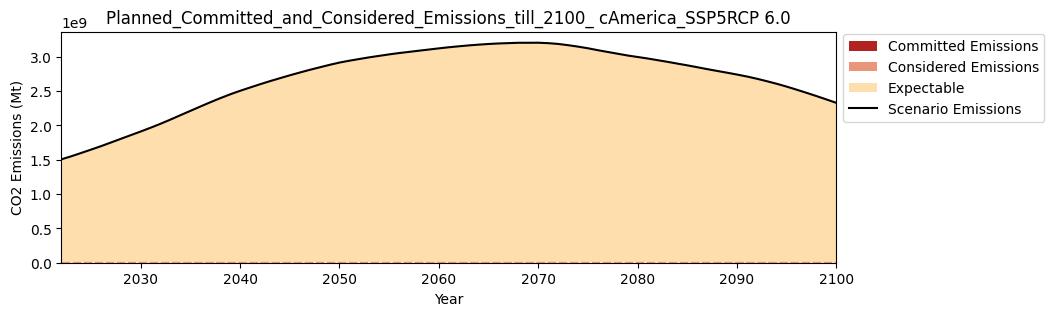 Planned_Committed_and_Considered_Emissions_till_2100_ cAmerica_SSP5RCP 6.0
1e9
3.0
2.5
2.0
1.5
1.0
0.5
0.0
CO2 Emissions (Mt)
2030 2040 2050 2060 2070 2080 2090 2100
Year
Committed Emissions
Considered Emissions
Expectable
Scenario Emissions